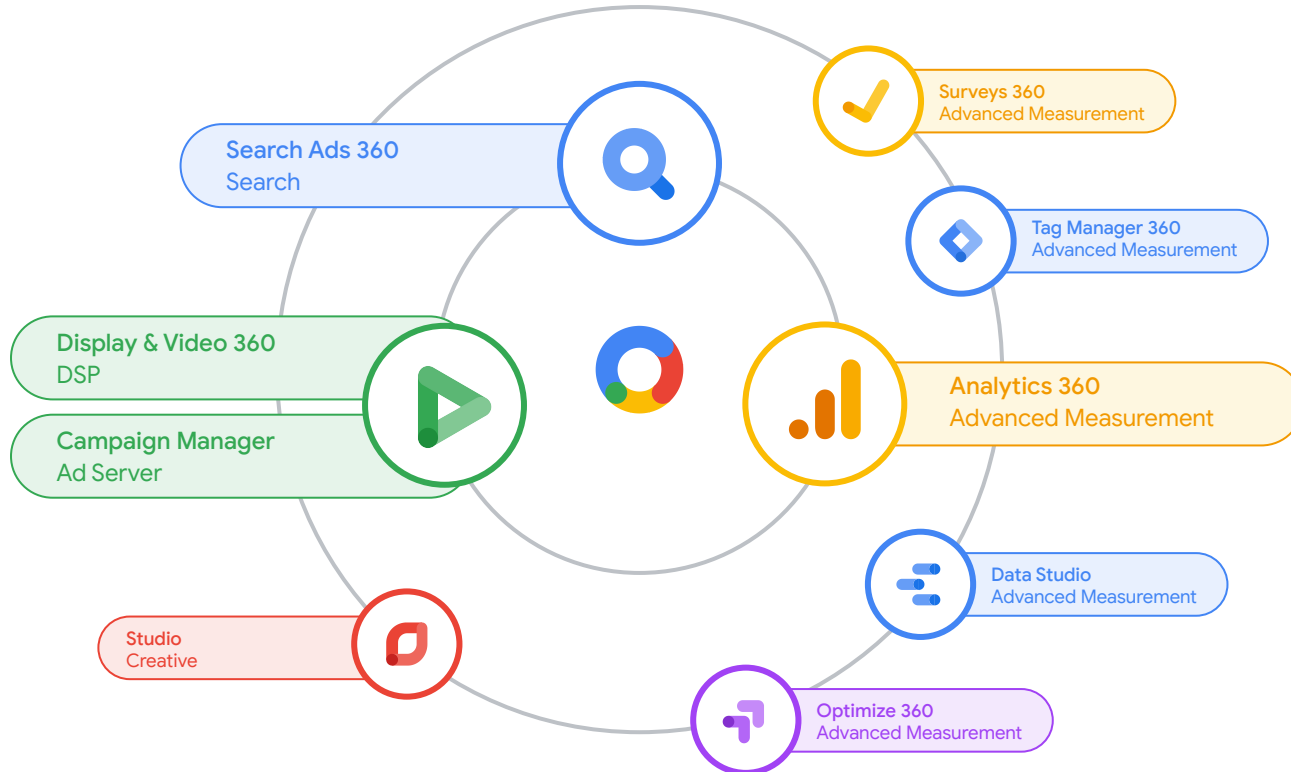 Surveys 360
Advanced Measurement
Search Ads 360
Search
Tag Manager 360
Advanced Measurement
Display & Video 360
DSP
Analytics 360
Advanced Measurement
Campaign Manager
Ad Server
Data Studio
Advanced Measurement
Studio
Creative
Optimize 360
Advanced Measurement